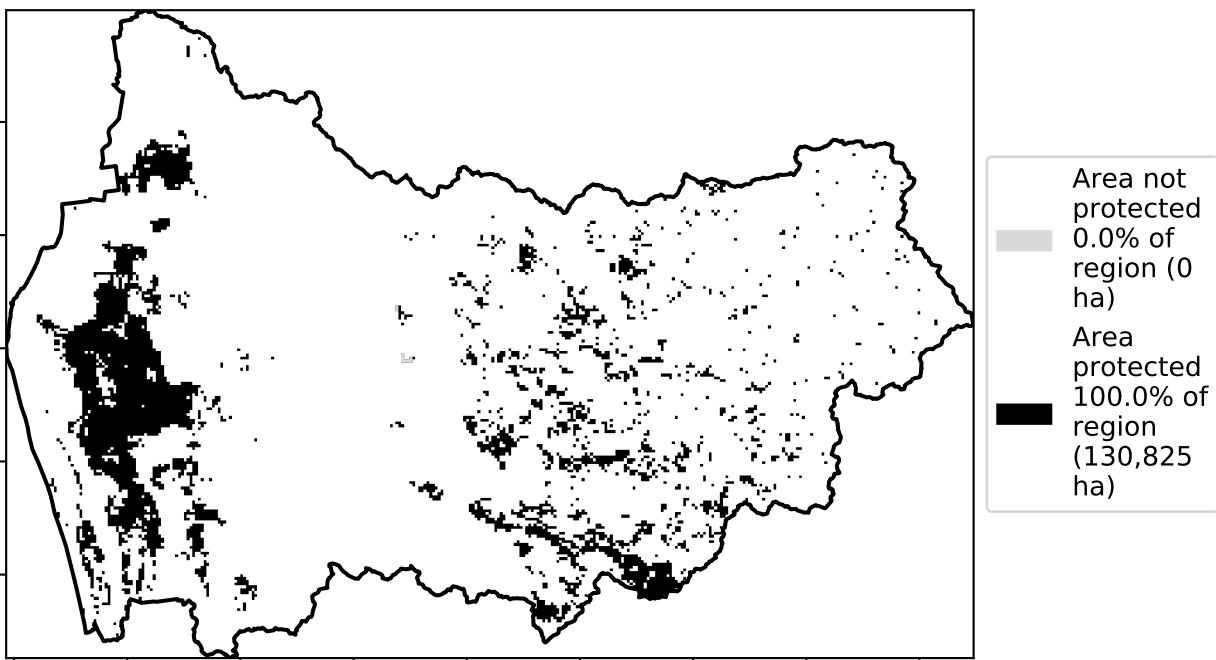 Area not
protected
0.0% of
region (0
ha)
Area
protected
100.0% of
region
(130,825
ha)